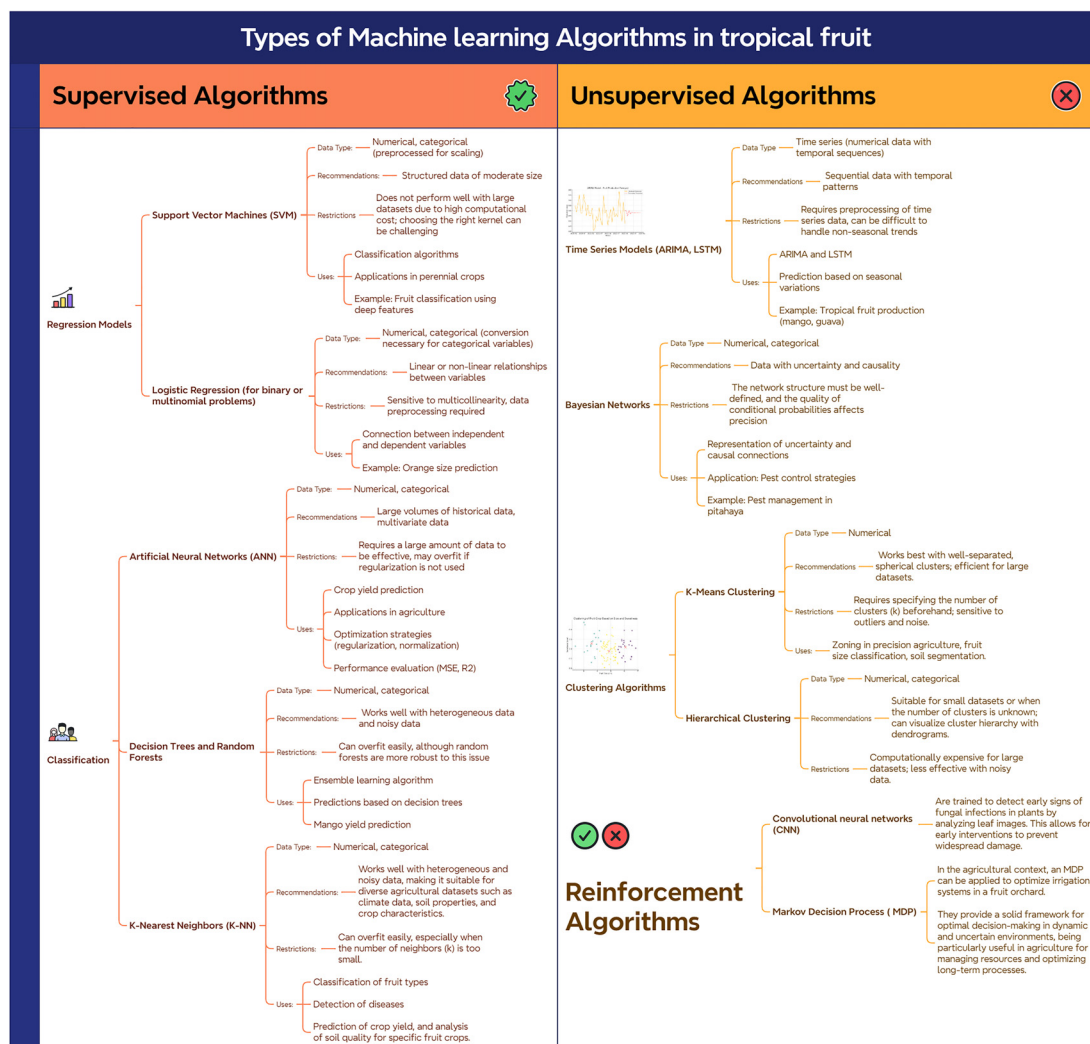 Types of Machine learning Algorithms in tropical fruit
Supervised Algorithms
Regression Models
Support Vector Machines (SVM)
Data Type:
Numerical, categorical
(preprocessed for scaling)
Recommendations:
Structured data of moderate size
Restrictions
Does not perform well with large
datasets due to high computational
cost; choosing the right kernel can
be challenging
Uses:
Classification algorithms
Applications in perennial crops
Example: Fruit classification using
deep features
Logistic Regression (for binary or
multinomial problems)
Data Type:
Numerical, categorical (conversion
necessary for categorical variables)
Recommendations:
Linear or non-linear relationships
between variables
Restrictions:
Sensitive to multicollinearity, data
preprocessing required
Uses:
Connection between independent
and dependent variables
Example: Orange size prediction
Classification
Artificial Neural Networks (ANN)
Data Type:
Numerical, categorical
Recommendations
Large volumes of historical data,
multivariate data
Restrictions:
Requires a large amount of data to
be effective, may overfit if
regularization is not used
Uses:
Crop yield prediction
Applications in agriculture
Optimization strategies
(regularization, normalization)
Performance evaluation (MSE, R2)
Decision Trees and Random
Forests
Data Type:
Numerical, categorical
Recommendations:
Works well with heterogeneous data
and noisy data
Restrictions:
Can overfit easily, although random
forests are more robust to this issue
Uses:
Ensemble learning algorithm
Predictions based on decision trees
Mango yield prediction
K-Nearest Neighbors (K-NN)
Data Type:
Numerical, categorical
Recommendations:
Works well with heterogeneous and
noisy data, making it suitable for
diverse agricultural datasets such as
climate data, soil properties, and
crop characteristics.
Restrictions:
Can overfit easily, especially when
the number of neighbors (k) is too
small.
Uses:
Classification of fruit types
Detection of diseases
Prediction of crop yield, and analysis
of soil quality for specific fruit crops.
Unsupervised Algorithms
Time Series Models (ARIMA, LSTM)
Data Type
Time series (numerical data with
temporal sequences)
Recommendations
Sequential data with temporal
patterns
Restrictions
Requires preprocessing of time
series data, can be difficult to
handle non-seasonal trends
Uses:
ARIMA and LSTM
Prediction based on seasonal
variations
Example: Tropical fruit production
(mango, guava)
Bayesian Networks
Data Type
Numerical, categorical
Recommendations
Data with uncertainty and causality
Restrictions
The network structure must be well-
defined, and the quality of
conditional probabilities affects
precision
Uses:
Representation of uncertainty and
causal connections
Application: Pest control strategies
Example: Pest management in
pitahaya
Clustering Algorithms
K-Means Clustering
Data Type
Numerical
Recommendations
Works best with well-separated,
spherical clusters; efficient for large
datasets.
Restrictions
Requires specifying the number of
clusters (k) beforehand; sensitive to
outliers and noise.
Uses:
Zoning in precision agriculture, fruit
size classification, soil segmentation.
Hierarchical Clustering
Data Type
Numerical, categorical
Recommendations
Suitable for small datasets or when
the number of clusters is unknown;
can visualize cluster hierarchy with
dendrograms.
Restrictions
Computationally expensive for large
datasets; less effective with noisy
data.
Reinforcement
Algorithms
Convolutional neural networks
(CNN)
Are trained to detect early signs of
fungal infections in plants by
analyzing leaf images. This allows for
early interventions to prevent
widespread damage.
Markov Decision Process ( MDP)
In the agricultural context, an MDP
can be applied to optimize irrigation
systems in a fruit orchard.
They provide a solid framework for
optimal decision-making in dynamic
and uncertain environments, being
particularly useful in agriculture for
managing resources and optimizing
long-term processes.